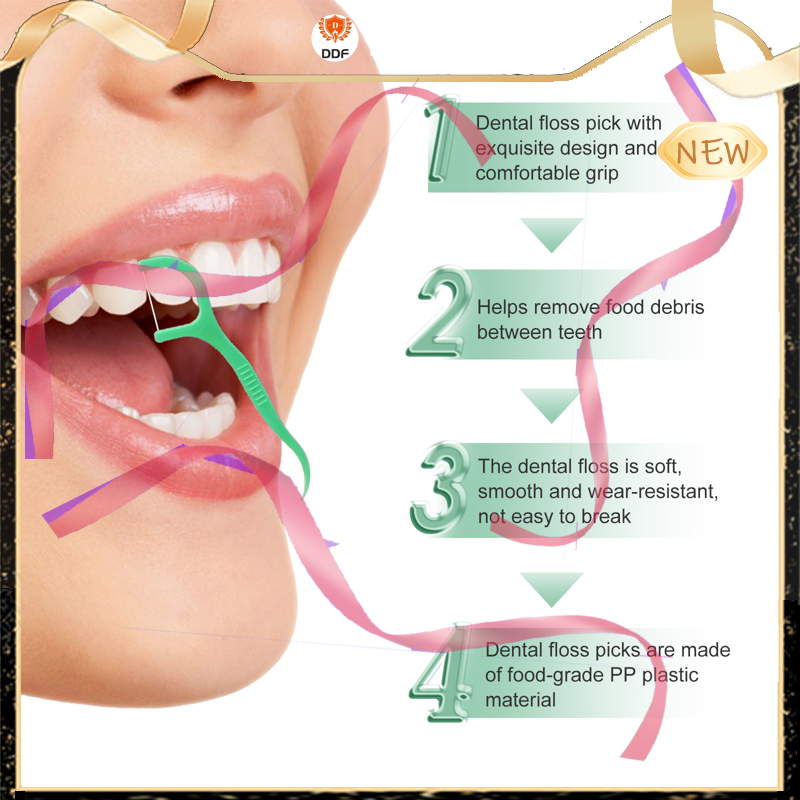 D
DDF
1
Dental floss pick with
exquisite design and
comfortable grip
NEW
2
Helps remove food debris
between teeth
3
The dental floss is soft,
smooth and wear-resistant,
not easy to break
4
Dental floss picks are made
of food-grade PP plastic
material